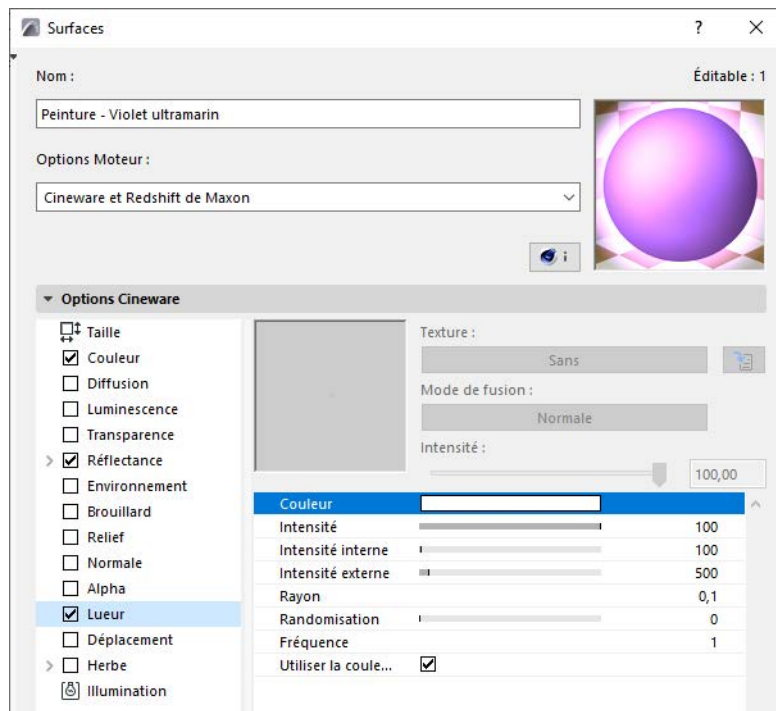 Surfaces
?
Nom :
Éditable : 1
Peinture - Violet ultramarin
Options Moteur :
Cineware et Redshift de Maxon
i
Options Cineware
Taille
Couleur
Diffusion
Luminescence
Transparence
Réflectance
Environnement
Brouillard
Relief
Normale
Alpha
Lueur
Déplacement
Herbe
Illumination
Texture :
Sans
Mode de fusion :
Normale
Intensité :
100,00
Couleur
Intensité 100
Intensité interne 100
Intensité externe 500
Rayon 0,1
Randomisation 0
Fréquence 1
Utiliser la coule...